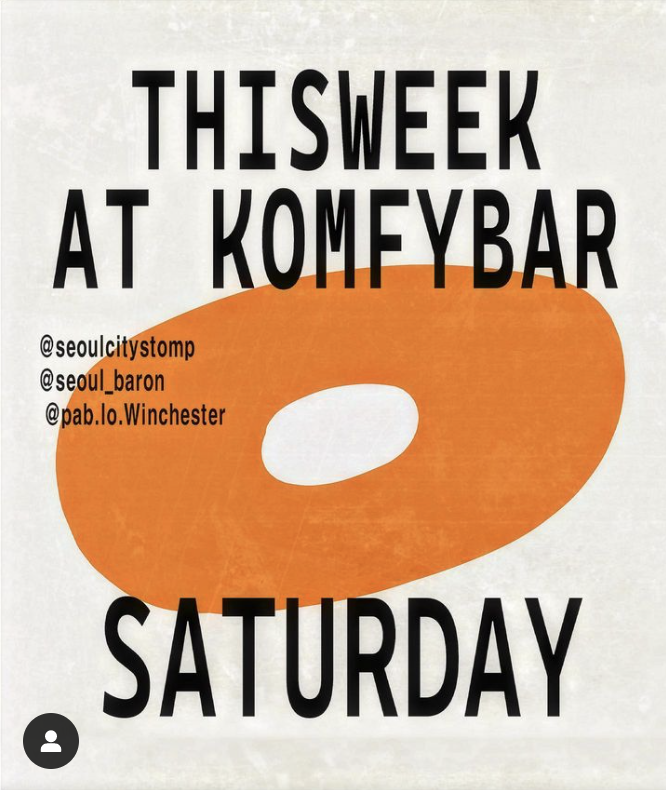 THISWEEK
AT KOMFYBAR
@seoulcitystomp
@seoul_baron
@pab.lo.Winchester
SATURDAY